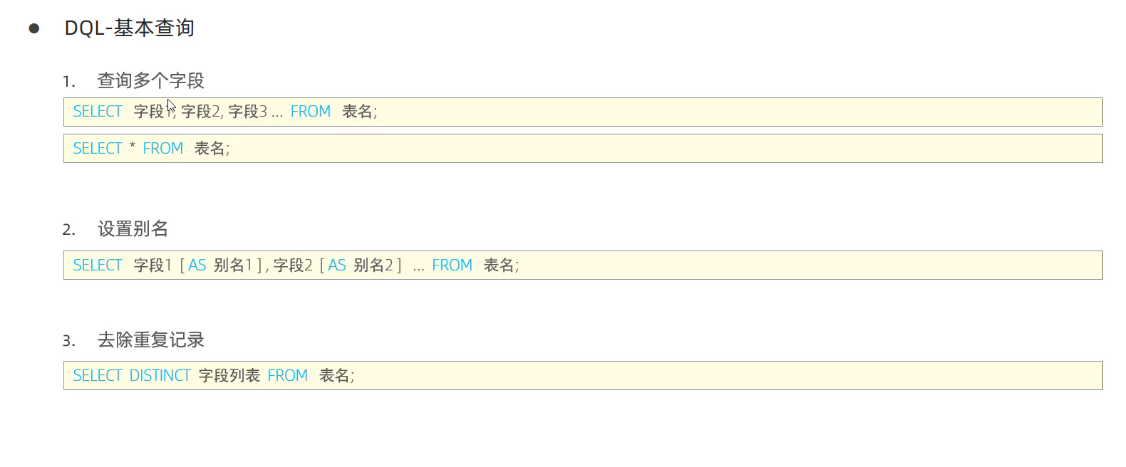 ● DQL-基本查询
1. 查询多个字段
SELECT 字段1, 字段2, 字段3 ... FROM 表名;
SELECT * FROM 表名;
2. 设置别名
SELECT 字段1 [ AS 别名1 ] , 字段2 [ AS 别名2 ] ... FROM 表名;
3. 去除重复记录
SELECT DISTINCT 字段列表 FROM 表名;